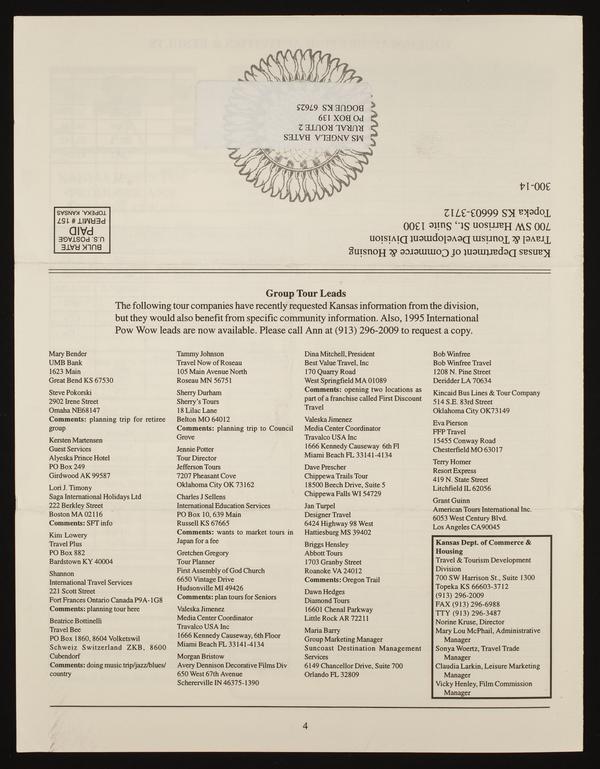 MS ANGELA BATES
RURAL ROUTE 2
PO BOX 139
BOGUE KS 67625
300-14
Kansas Department of Commerce & Housing
Travel & Tourism Development Division
700 SW Harrison St., Suite 1300
Topeka KS 66603-3712
BULK RATE
U.S. POSTAGE
PAID
PERMIT # 157
TOPEKA, KANSAS
Group Tour Leads
The following tour companies have recently requested Kansas information from the division,
but they would also benefit from specific community information. Also, 1995 International
Pow Wow leads are now available. Please call Ann at (913) 296-2009 to request a copy.
Mary Bender
UMB Bank
1623 Main
Great Bend KS 67530
Steve Pokorski
2902 Irene Street
Omaha NE68147
Comments: planning trip for retiree
group
Kersten Martensen
Guest Services
Alyeska Prince Hotel
PO Box 249
Girdwood AK 99587
Lori J. Timony
Saga International Holidays Ltd
222 Berkley Street
Boston MA 02116
Comments: SFT info
Kim Lowery
Travel Plus
PO Box 882
Bardstown KY 40004
Shannon
International Travel Services
221 Scott Street
Fort Frances Ontario Canada P9A-1G8
Comments: planning tour here
Beatrice Bottinelli
Travel Bee
PO Box 1860, 8604 Volketswil
Schweiz Switzerland ZKB, 8600
Cubendorf
Comments: doing music trip/jazz/blues/
country
Tammy Johnson
Travel Now of Roseau
105 Main Avenue North
Roseau MN 56751
Sherry Durham
Sherry's Tours
18 Lilac Lane
Belton MO 64012
Comments: planning trip to Council
Grove
Jennie Potter
Tour Director
Jefferson Tours
7207 Pheasant Cove
Oklahoma City OK 73162
Charles J Sellens
International Education Services
PO Box 10, 639 Main
Russell KS 67665
Comments: wants to market tours in
Japan for a fee
Gretchen Gregory
Tour Planner
First Assembly of God Church
6650 Vintage Drive
Hudsonville MI 49426
Comments: plan tours for Seniors
Valeska Jimenez
Media Center Coordinator
Travalco USA Inc
1666 Kennedy Causeway, 6th Floor
Miami Beach FL 33141-4134
Morgan Bristow
Avery Dennison Decorative Films Div
650 West 67th Avenue
Schererville IN 46375-1390
Dina Mitchell, President
Best Value Travel, Inc
170 Quarry Road
West Springfield MA 01089
Comments: opening two locations as
part of a franchise called First Discount
Travel
Valeska Jimenez
Media Center Coordinator
Travalco USA Inc
1666 Kennedy Causeway 6th Fl
Miami Beach FL 33141-4134
Dave Prescher
Chippewa Trails Tour
18500 Beech Drive, Suite 5
Chippewa Falls WI 54729
Jan Turpel
Designer Travel
6424 Highway 98 West
Hattiesburg MS 39402
Briggs Hensley
Abbott Tours
1703 Granby Street
Roanoke VA 24012
Comments: Oregon Trail
Dawn Hedges
Diamond Tours
16601 Chenal Parkway
Little Rock AR 72211
Maria Barry
Group Marketing Manager
Suncoast Destination Management
Services
6149 Chancellor Drive, Suite 700
Orlando FL 32809
Bob Winfree
Bob Winfree Travel
1208 N. Pine Street
Deridder LA 70634
Kincaid Bus Lines & Tour Company
514 S.E. 83rd Street
Oklahoma City OK73149
Eva Pierson
FFP Travel
15455 Conway Road
Chesterfield MO 63017
Terry Homer
Resort Express
419 N. State Street
Litchfield IL 62056
Grant Guinn
American Tours International Inc.
6053 West Century Blvd.
Los Angeles CA90045
Kansas Dept. of Commerce &
Housing
Travel & Tourism Development
Division
700 SW Harrison St., Suite 1300
Topeka KS 66603-3712
(913) 296-2009
FAX (913) 296-6988
TTY (913) 296-3487
Norine Kruse, Director
Mary Lou McPhail, Administrative
Manager
Sonya Woertz, Travel Trade
Manager
Claudia Larkin, Leisure Marketing
Manager
Vicky Henley, Film Commission
Manager
4